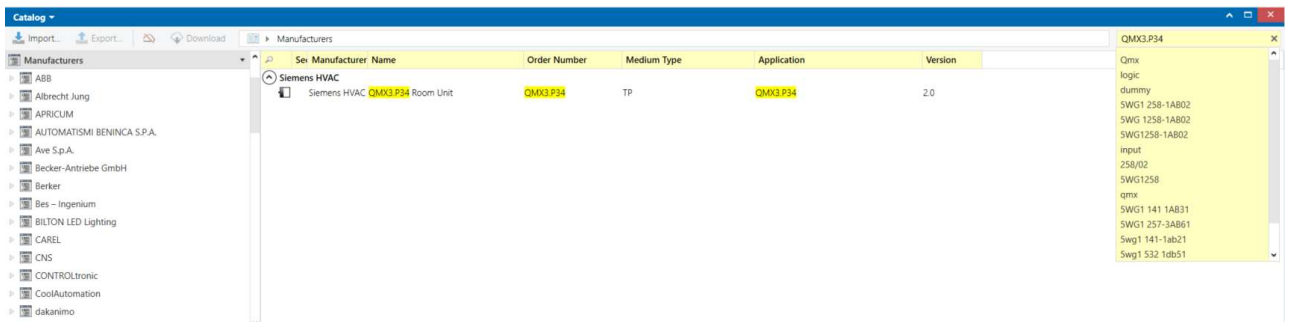 Catalog
Import... Export... Download Manufacturers QMX3.P34
Manufacturers
ABB
Albrecht Jung
APRICUM
AUTOMATISMI BENINCA S.P.A.
Ave S.p.A.
Becker-Antriebe GmbH
Berker
Bes – Ingenium
BILTON LED Lighting
CAREL
CNS
CONTROLtronic
CoolAutomation
dakanimo
Manufacturer Name Order Number Medium Type Application Version
Siemens HVAC
Siemens HVAC QMX3.P34 Room Unit QMX3.P34 TP QMX3.P34 2.0
Qmx
logic
dummy
5WG1 258-1AB02
5WG 1258-1AB02
5WG1258-1AB02
input
258/02
5WG1258
qmx
5WG1 141 1AB31
5WG1 257-3AB61
5wg1 141-1ab21
5wg1 532 1db51